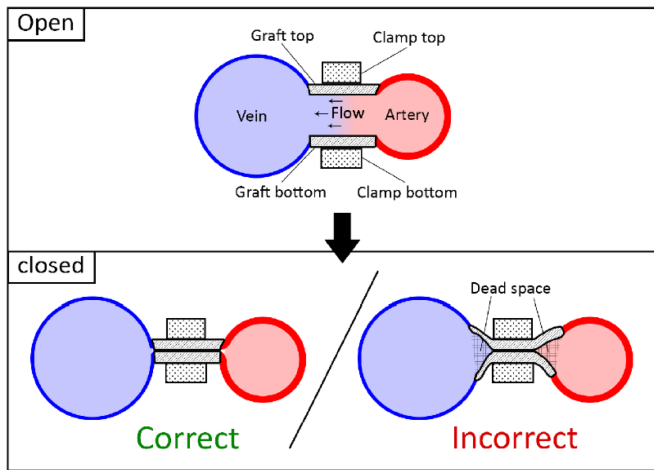 Open
Graft top
Clamp top
Vein
Flow
Artery
Graft bottom
Clamp bottom
closed
Dead space
Correct
Incorrect